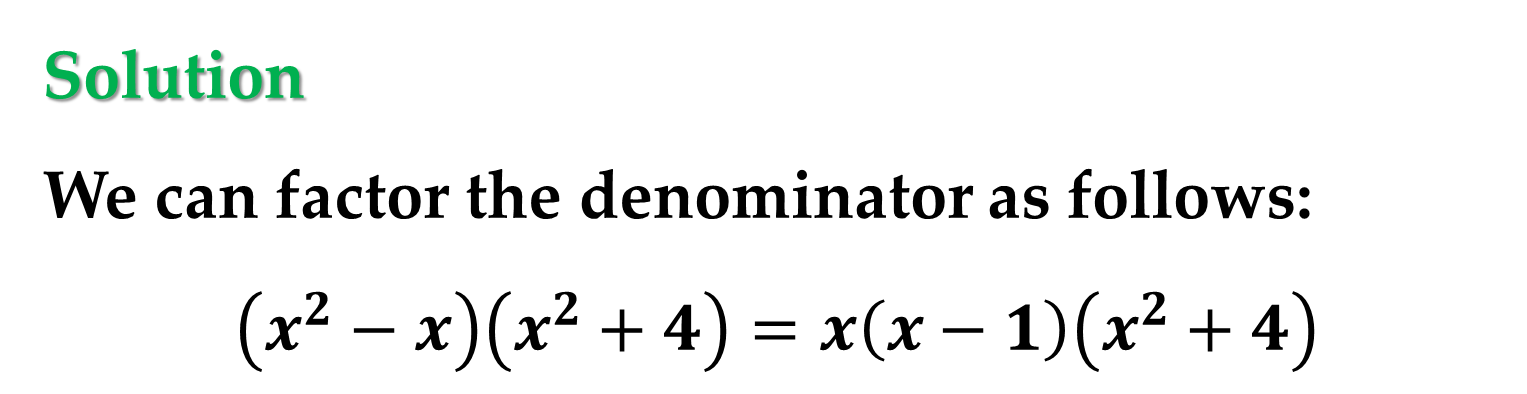 Solution
We can factor the denominator as follows:
(x² − x)(x² + 4) = x(x − 1)(x² + 4)